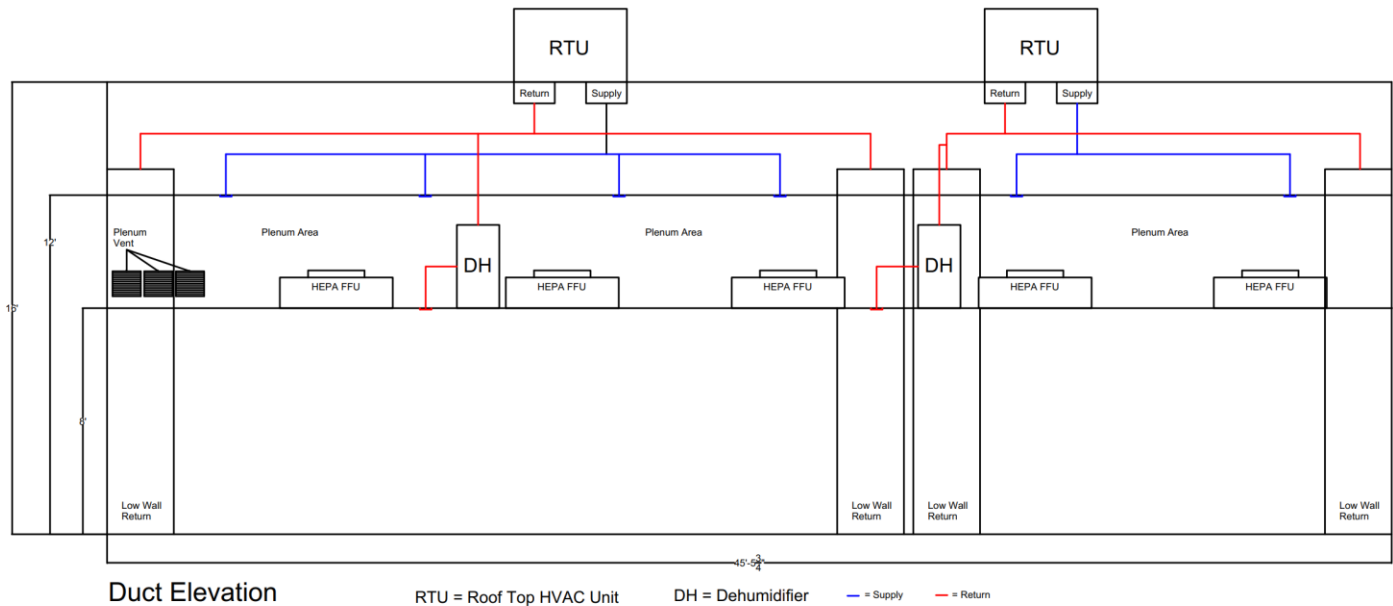 RTU
RTU
Return
Supply
Return
Supply
Plenum
Vent
Plenum Area
Plenum Area
Plenum Area
12'
DH
DH
HEPA FFU
HEPA FFU
HEPA FFU
HEPA FFU
HEPA FFU
16'
8'
Low Wall
Return
Low Wall
Return
Low Wall
Return
Low Wall
Return
45'-5 3/4"
Duct Elevation
RTU = Roof Top HVAC Unit
DH = Dehumidifier
= Supply
= Return